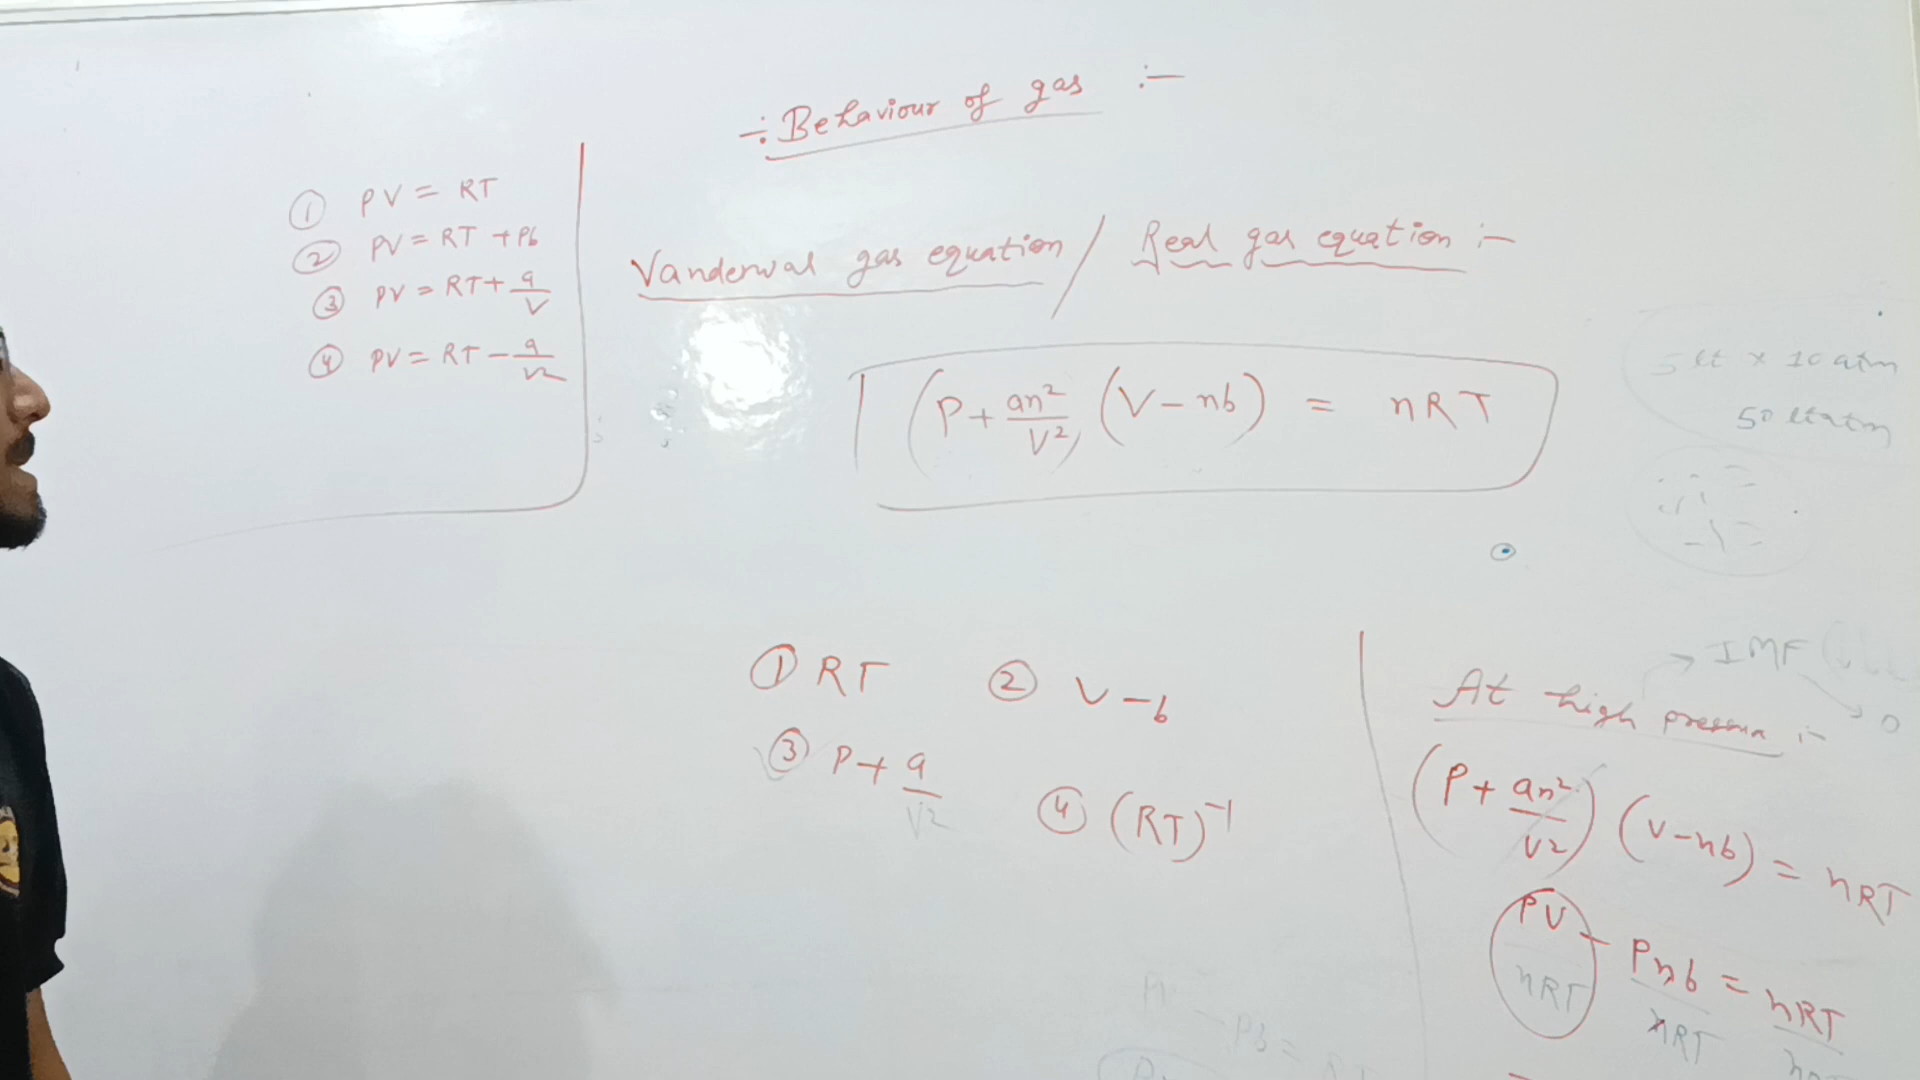 ÷ Behaviour of gas :-
① PV = RT
② PV = RT + Pb
③ PV = RT + a/V
④ PV = RT - a/V2
Vanderwal gas equation / Real gas equation :-
(P + an²/V²) (V - nb) = nRT
5 lt x 10 atm
50 lt atm
① RT ② V - b
③ P + a/V2
④ (RT)⁻¹
→ IMF
0
At high pressure :-
(P + an²/V2) (V - nb) = nRT
PV/nRT - Pnb/nRT = nRT